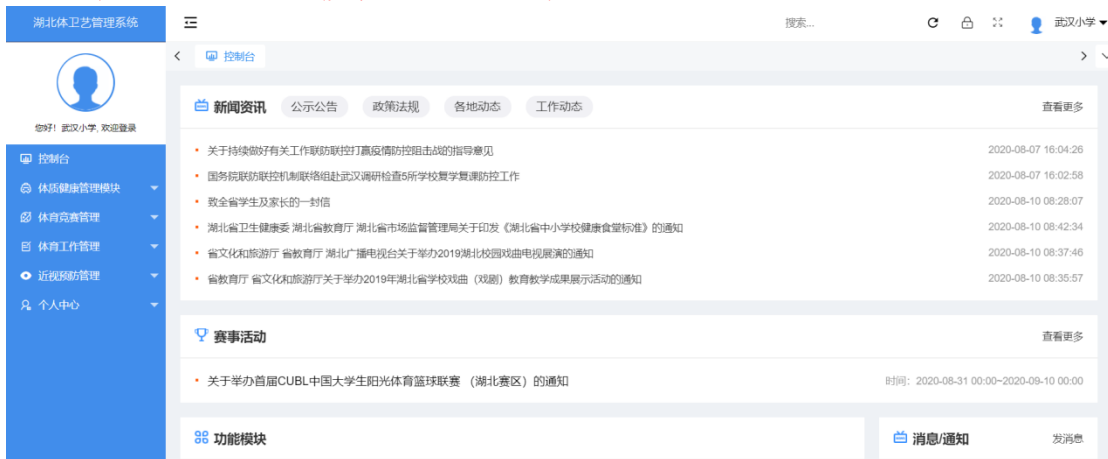 湖北体卫艺管理系统
搜索...
武汉小学
控制台
您好！武汉小学, 欢迎登录
控制台
体质健康管理模块
体育竞赛管理
体育工作管理
近视预防管理
个人中心
新闻资讯 公示公告 政策法规 各地动态 工作动态 查看更多
关于持续做好有关工作联防联控打赢疫情防控阻击战的指导意见 2020-08-07 16:04:26
国务院联防联控机制联络组赴武汉调研检查5所学校复学复课防控工作 2020-08-07 16:02:58
致全省学生及家长的一封信 2020-08-10 08:28:07
湖北省卫生健康委 湖北省教育厅 湖北省市场监督管理局关于印发《湖北省中小学校健康食堂标准》的通知 2020-08-10 08:42:34
省文化和旅游厅 省教育厅 湖北广播电视台关于举办2019湖北校园戏曲电视展演的通知 2020-08-10 08:37:46
省教育厅 省文化和旅游厅关于举办2019年湖北省学校戏曲（戏剧）教育教学成果展示活动的通知 2020-08-10 08:35:57
赛事活动 查看更多
关于举办首届CUBL中国大学生阳光体育篮球联赛 （湖北赛区）的通知 时间：2020-08-31 00:00~2020-09-10 00:00
功能模块
消息/通知 发消息